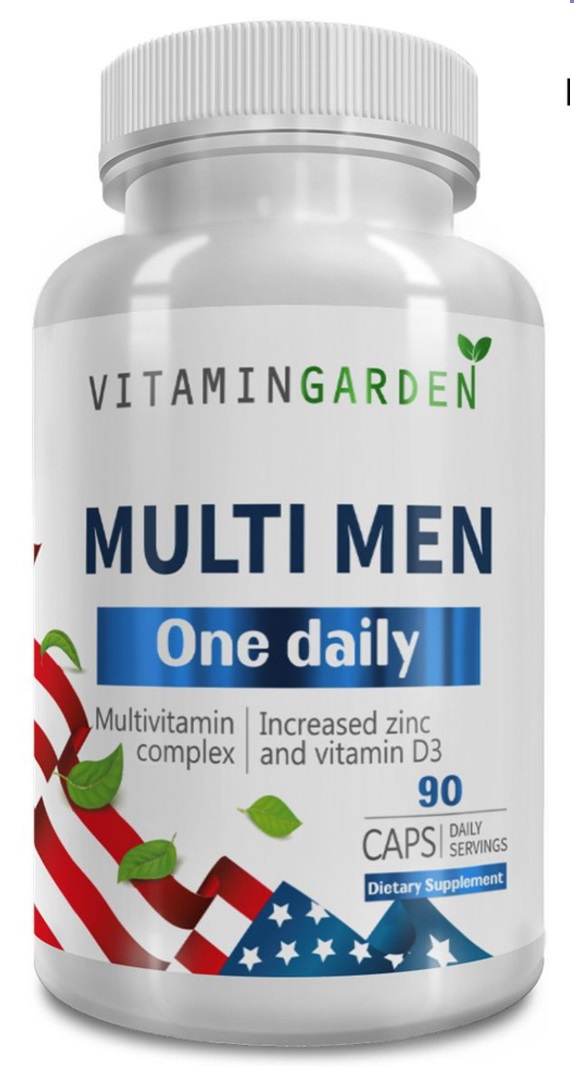 VITAMINGARDEN
MULTI MEN
One daily
Multivitamin complex
Increased zinc and vitamin D3
90
CAPS
DAILY SERVINGS
Dietary Supplement